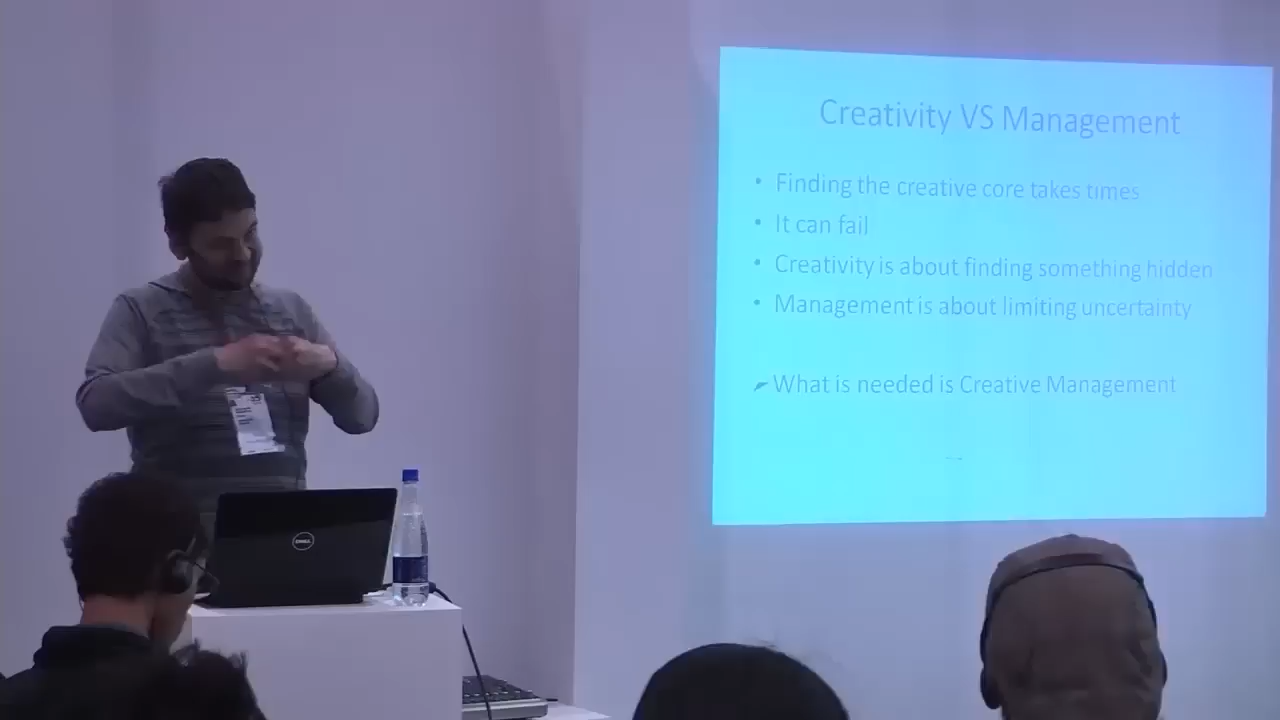 Creativity VS Management
• Finding the creative core takes times
• It can fail
• Creativity is about finding something hidden
• Management is about limiting uncertainty
What is needed is Creative Management
DELL